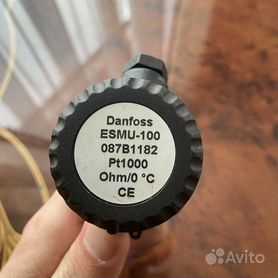 Danfoss
ESMU-100
087B1182
Pt1000
Ohm/0 °C
CE
Avito